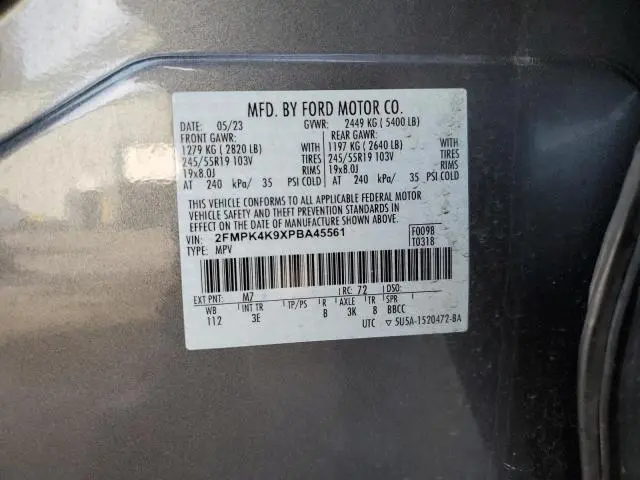 MFD. BY FORD MOTOR CO.
DATE: 05/23 GVWR: 2449 KG ( 5400 LB)
FRONT GAWR: REAR GAWR:
1279 KG ( 2820 LB) WITH 1197 KG ( 2640 LB) WITH
245/55R19 103V TIRES 245/55R19 103V TIRES
19x8.0J RIMS 19x8.0J RIMS
AT 240 kPa/ 35 PSI COLD AT 240 kPa/ 35 PSI COLD
THIS VEHICLE CONFORMS TO ALL APPLICABLE FEDERAL MOTOR
VEHICLE SAFETY AND THEFT PREVENTION STANDARDS IN
EFFECT ON THE DATE OF MANUFACTURE SHOWN ABOVE.
VIN: 2FMPK4K9XPBA45561 F0098
TYPE: MPV T0318
EXT PNT: M7 RC: 72 DSO:
WB INT TR TP/PS R AXLE TR SPR
112 3E B 3K 8 BBCC
UTC ▽ 5U5A-1520472-BA